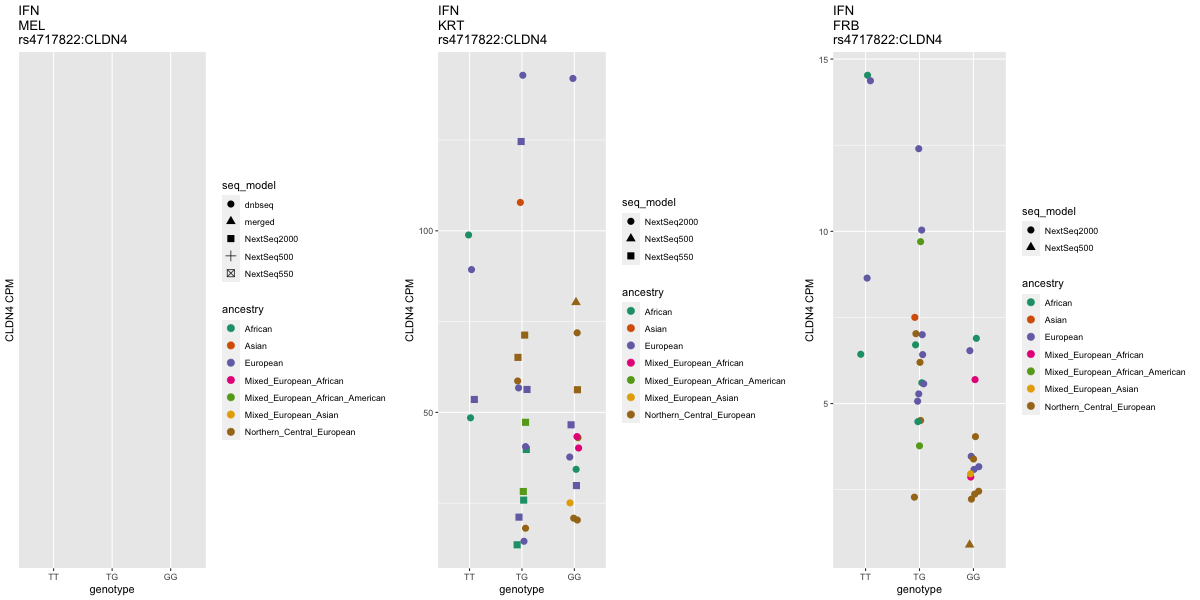 IFN
MEL
rs4717822:CLDN4
CLDN4 CPM
TT
TG
GG
genotype
seq_model
dnbseq
merged
NextSeq2000
NextSeq500
NextSeq550
ancestry
African
Asian
European
Mixed_European_African
Mixed_European_African_American
Mixed_European_Asian
Northern_Central_European
IFN
KRT
rs4717822:CLDN4
CLDN4 CPM
100
50
TT
TG
GG
genotype
seq_model
NextSeq2000
NextSeq500
NextSeq550
ancestry
African
Asian
European
Mixed_European_African
Mixed_European_African_American
Mixed_European_Asian
Northern_Central_European
IFN
FRB
rs4717822:CLDN4
CLDN4 CPM
15
10
5
TT
TG
GG
genotype
seq_model
NextSeq2000
NextSeq500
ancestry
African
Asian
European
Mixed_European_African
Mixed_European_African_American
Mixed_European_Asian
Northern_Central_European